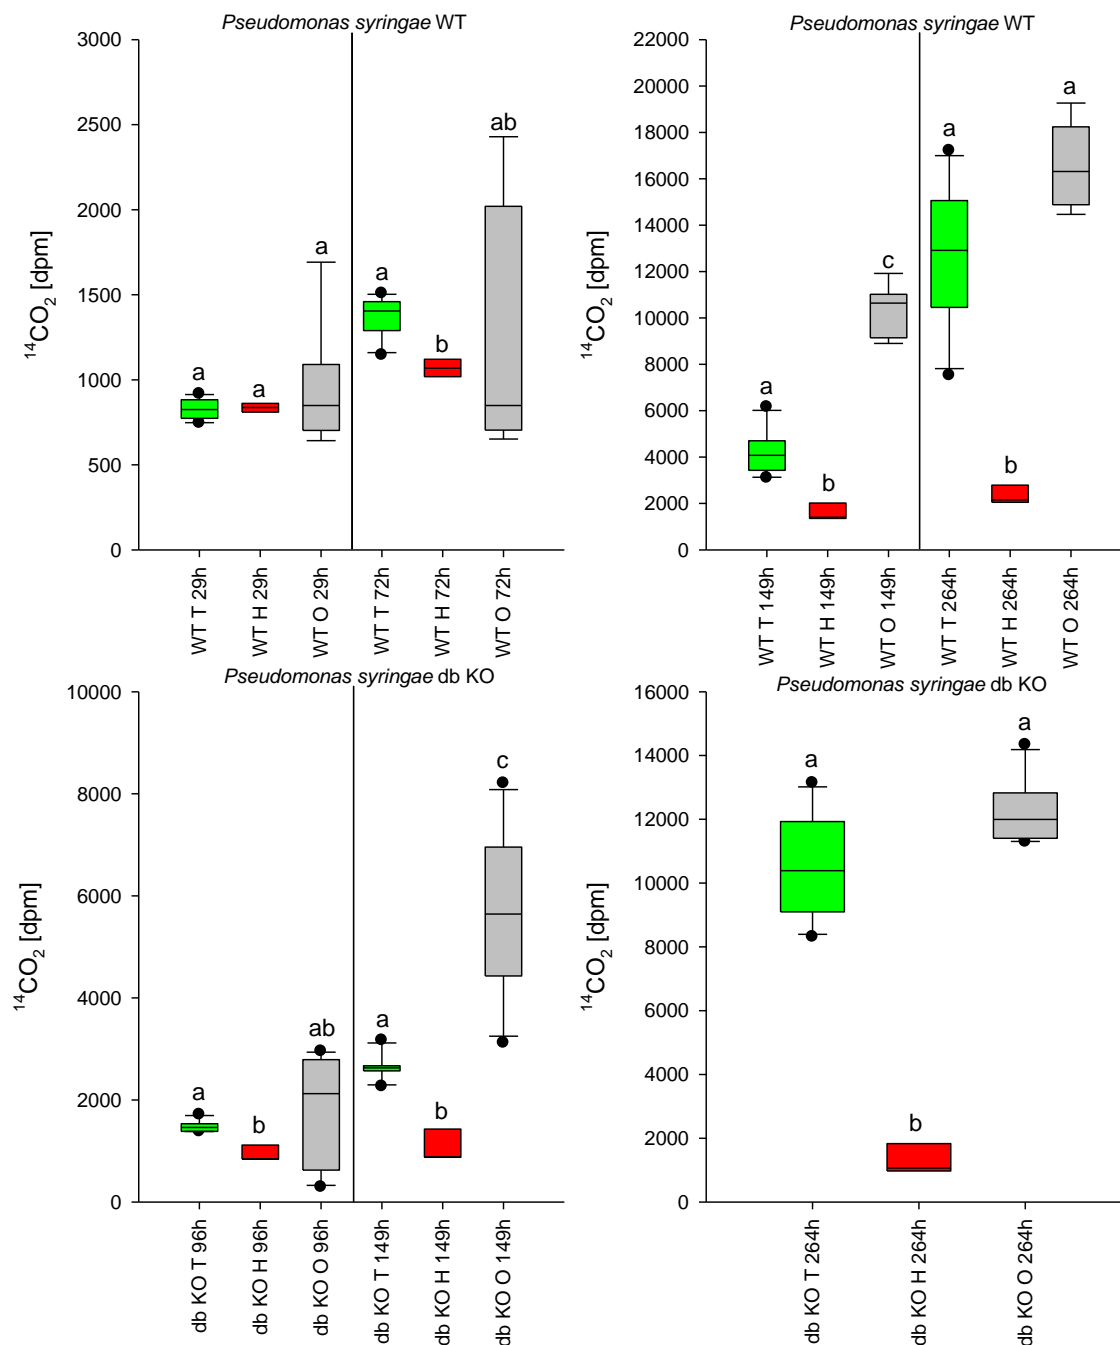 Pseudomonas syringae WT
3000
2500
2000
1500
1000
500
0
¹⁴CO₂ [dpm]
a
a
a
a
b
ab
WT T 29h
WT H 29h
WT O 29h
WT T 72h
WT H 72h
WT O 72h
Pseudomonas syringae WT
22000
20000
18000
16000
14000
12000
10000
8000
6000
4000
2000
0
¹⁴CO₂ [dpm]
a
b
c
a
b
a
WT T 149h
WT H 149h
WT O 149h
WT T 264h
WT H 264h
WT O 264h
Pseudomonas syringae db KO
10000
8000
6000
4000
2000
0
¹⁴CO₂ [dpm]
a
b
ab
a
b
c
db KO T 96h
db KO H 96h
db KO O 96h
db KO T 149h
db KO H 149h
db KO O 149h
Pseudomonas syringae db KO
16000
14000
12000
10000
8000
6000
4000
2000
0
¹⁴CO₂ [dpm]
a
b
a
db KO T 264h
db KO H 264h
db KO O 264h